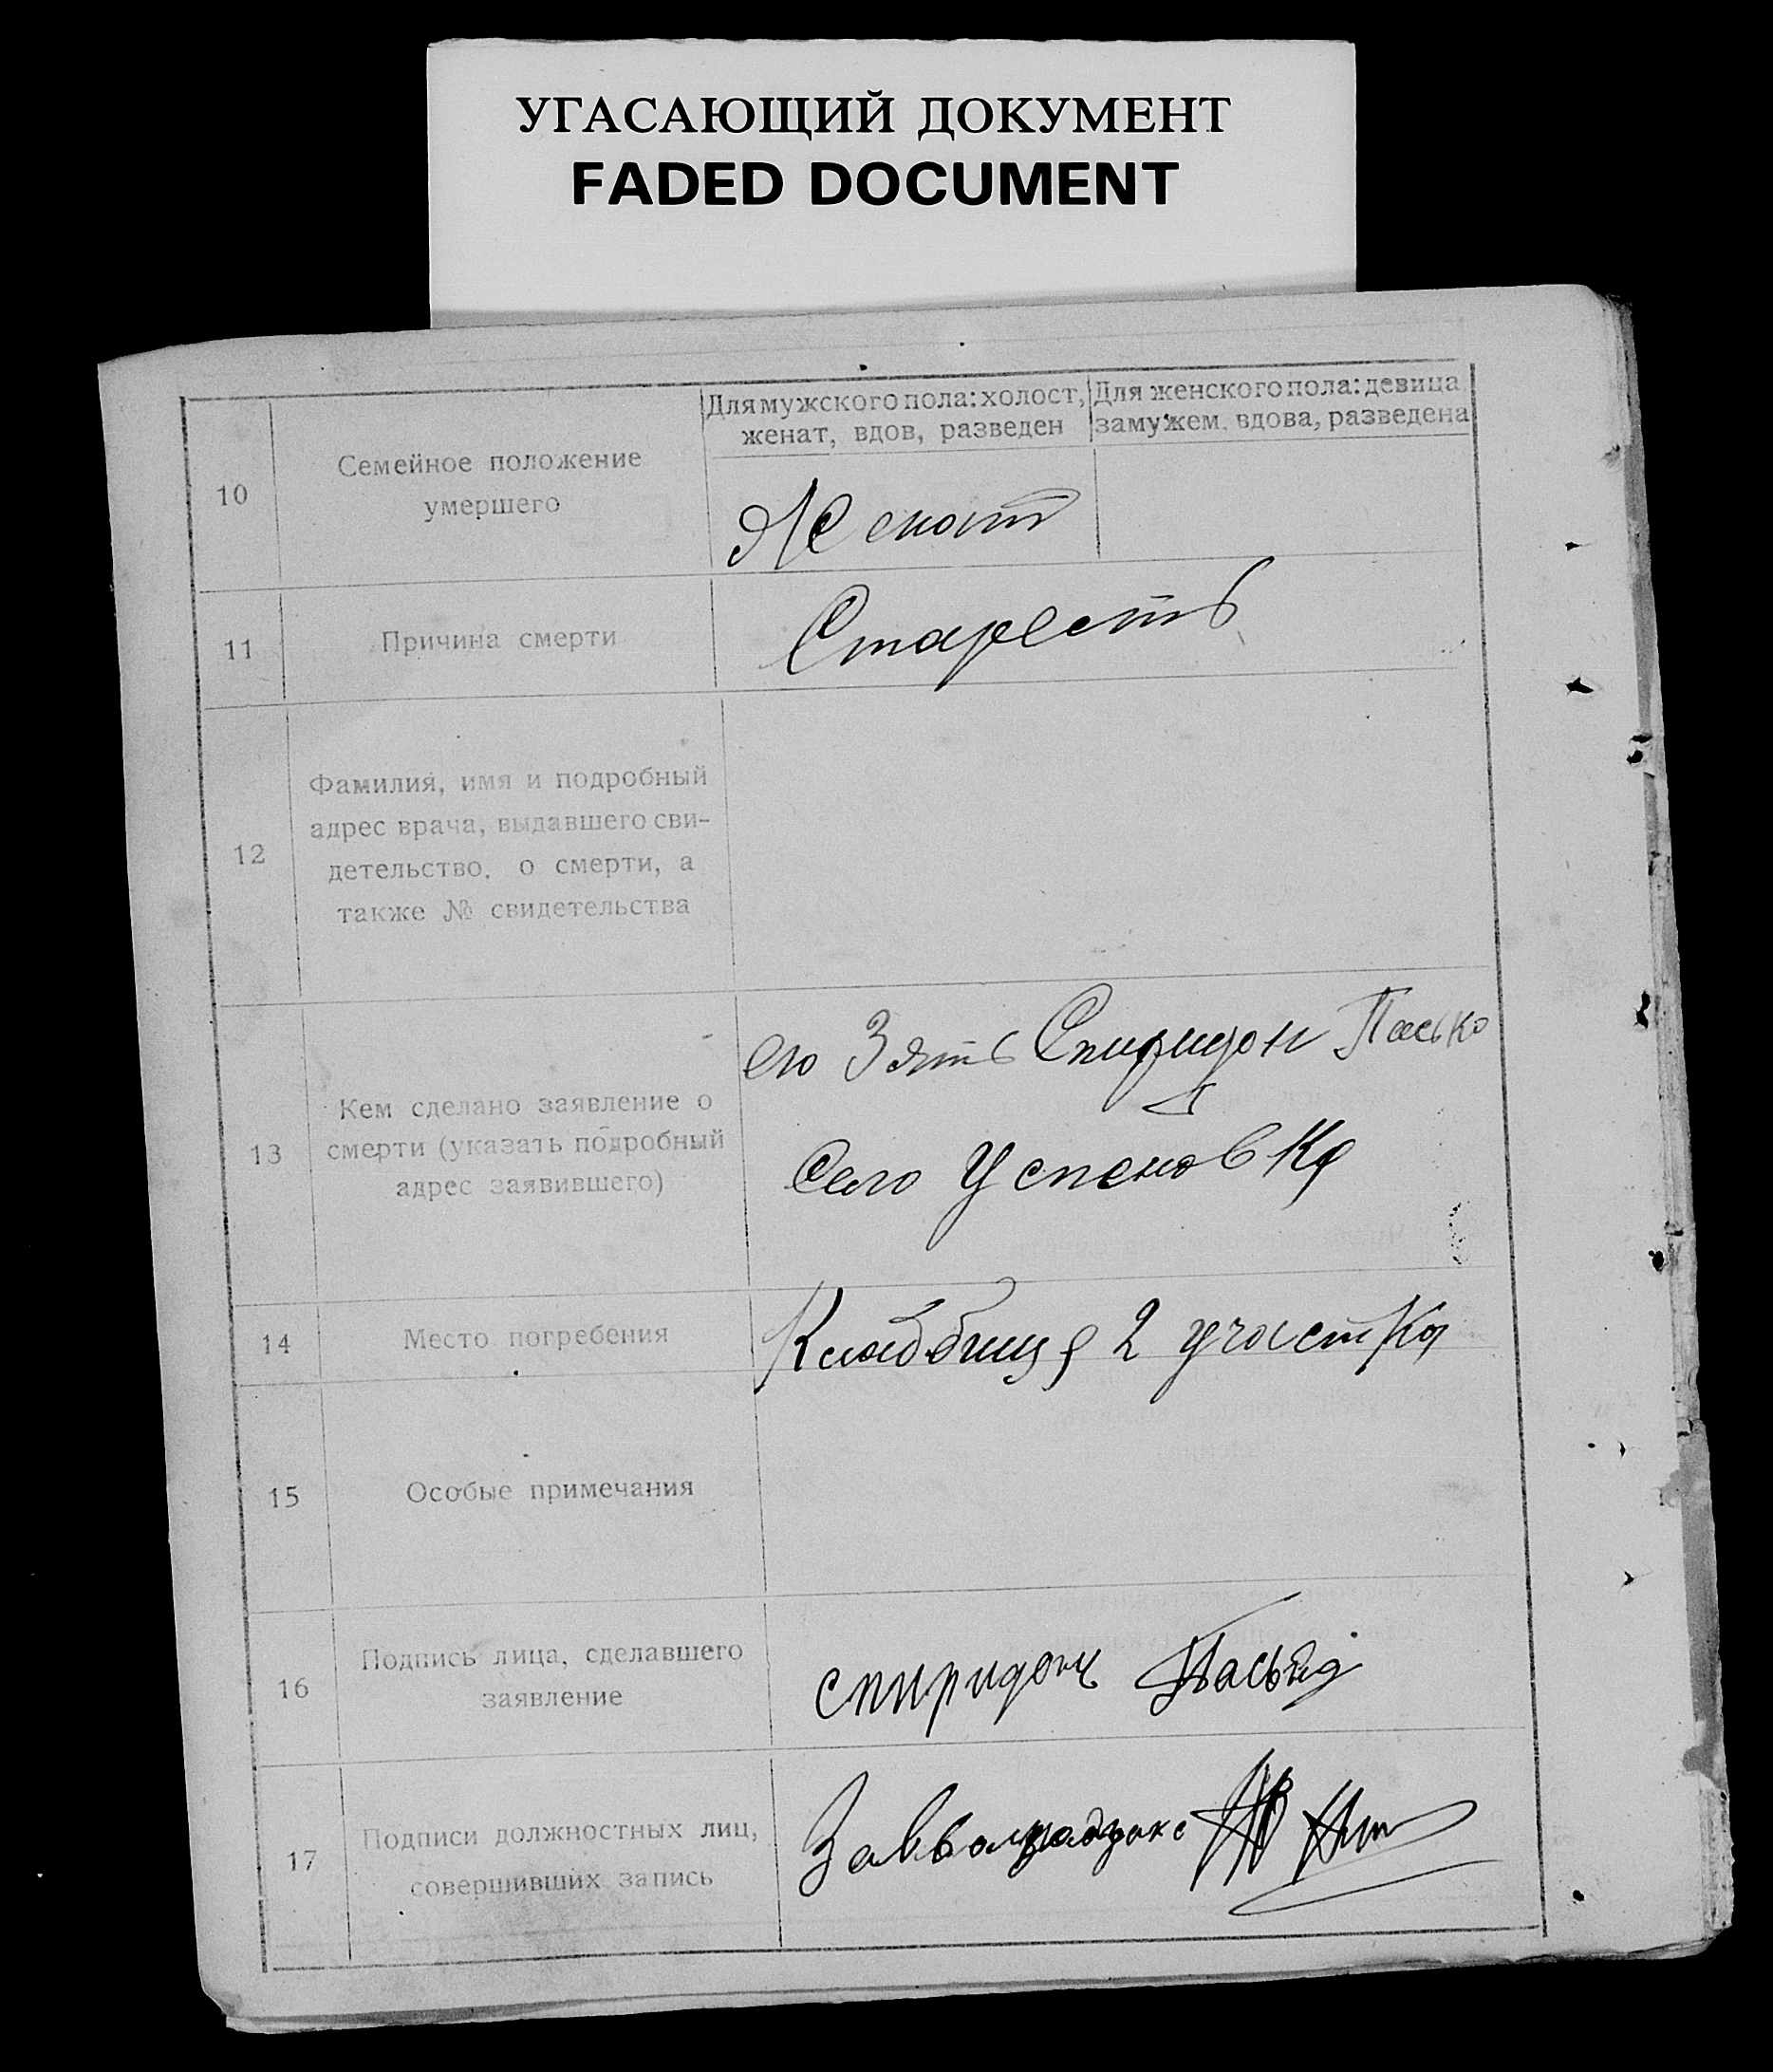 УГАСАЮЩИЙ ДОКУМЕНТ
FADED DOCUMENT
10
Семейное положение
умершего
Для мужского пола: холост,
женат, вдов, разведен
Для женского пола: девица
замужем, вдова, разведена
Женат
11
Причина смерти
Старость
12
Фамилия, имя и подробный
адрес врача, выдавшего сви-
детельство, о смерти, а
также № свидетельства
13
Кем сделано заявление о
смерти (указать подробный
адрес заявившего)
его Зять Спиридон Пасько
Село Успеновка
14
Место погребения
Кладбище 2 участка
15
Особые примечания
16
Подпись лица, сделавшего
заявление
спиридон Пасько
17
Подписи должностных лиц,
совершивших запись